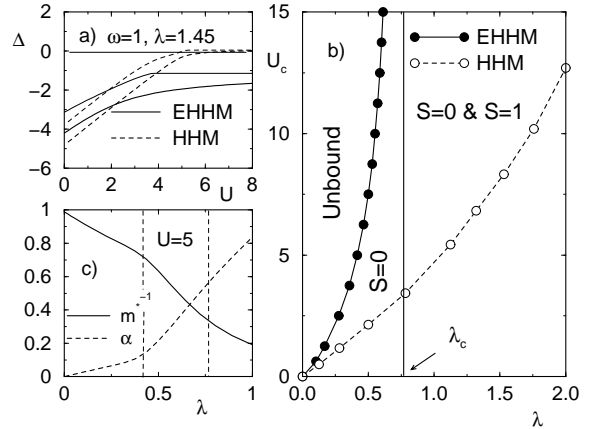 Δ
2
0
−2
−4
−6
a) ω=1, λ=1.45
EHHM
HHM
0 2 4 6 8
U
1
0.8
0.6
0.4
0.2
0
U=5
c)
m*−1
α
0 0.5 1
λ
15
U_c
10
5
0
b)
EHHM
HHM
Unbound
S=0
S=0 & S=1
λ_c
0.0 0.5 1.0 1.5 2.0
λ